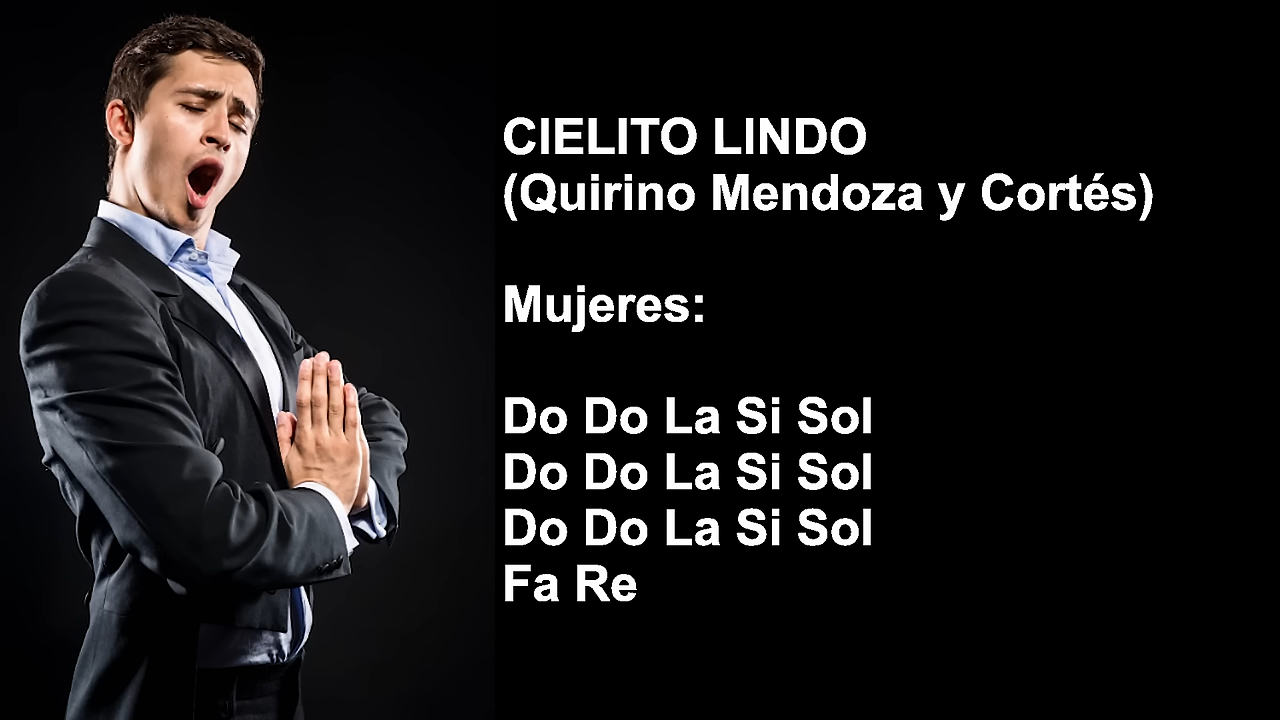 CIELITO LINDO
(Quirino Mendoza y Cortés)
Mujeres:
Do Do La Si Sol
Do Do La Si Sol
Do Do La Si Sol
Fa Re